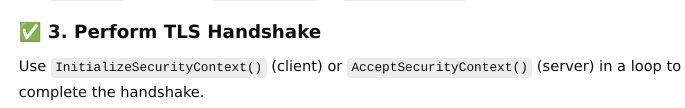 ✅ 3. Perform TLS Handshake
Use InitializeSecurityContext() (client) or AcceptSecurityContext() (server) in a loop to
complete the handshake.